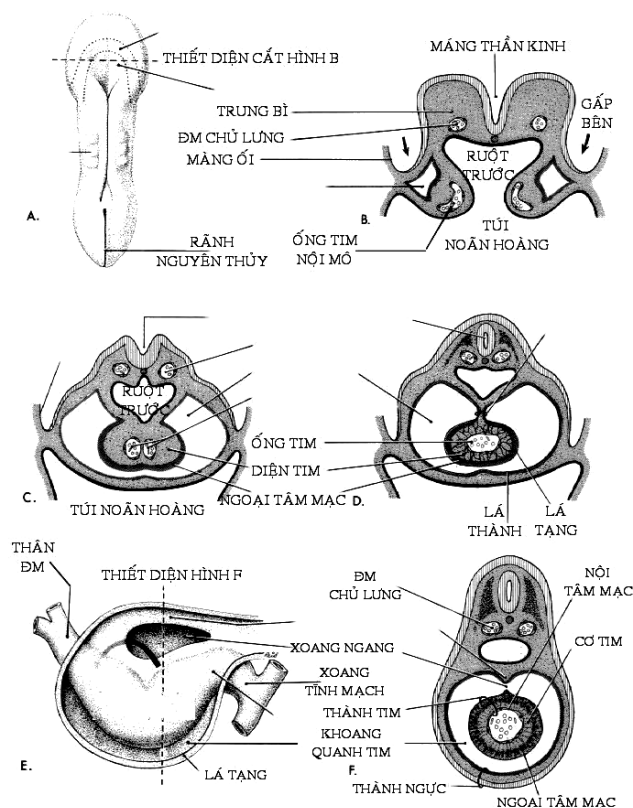 THIẾT DIỆN CẮT HÌNH B
TRUNG BÌ
ĐM CHỦ LƯNG
MÀNG ỐI
A.
RÃNH
NGUYÊN THỦY
MÁNG THẦN KINH
GẤP
BÊN
RUỘT
TRƯỚC
B.
TÚI
NOÃN HOÀNG
ỐNG TIM
NỘI MÔ
RUỘT
TRƯỚC
ỐNG TIM
DIỆN TIM
NGOẠI TÂM MẠC
C.
TÚI NOÃN HOÀNG
D.
LÁ
THÀNH
LÁ
TẠNG
THÂN
ĐM
THIẾT DIỆN HÌNH F
XOANG NGANG
XOANG
TĨNH MẠCH
THÀNH TIM
KHOANG
QUANH TIM
E.
LÁ TẠNG
ĐM
CHỦ LƯNG
NỘI
TÂM MẠC
CƠ TIM
F.
THÀNH NGỰC
NGOẠI TÂM MẠC